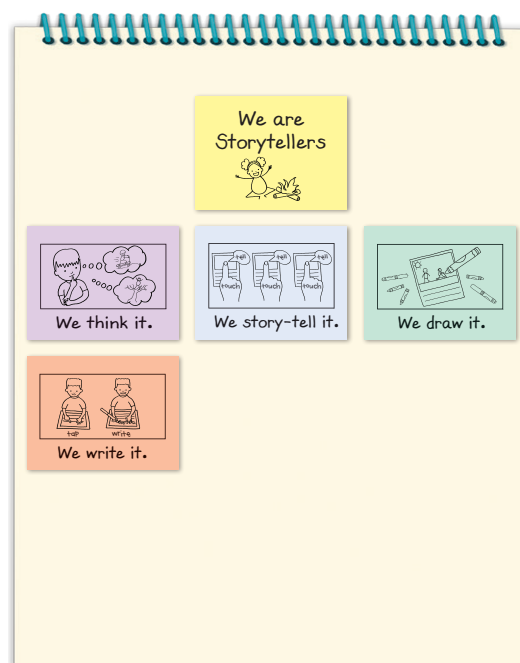 We are
Storytellers
We think it.
tell tell tell
touch touch touch
We story-tell it.
We draw it.
tap write
We write it.